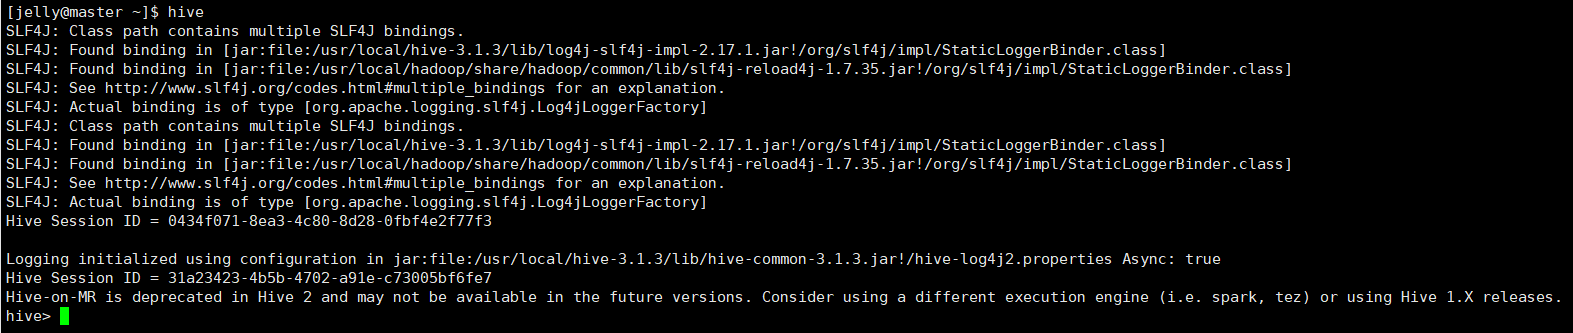 [jelly@master ~]$ hive
SLF4J: Class path contains multiple SLF4J bindings.
SLF4J: Found binding in [jar:file:/usr/local/hive-3.1.3/lib/log4j-slf4j-impl-2.17.1.jar!/org/slf4j/impl/StaticLoggerBinder.class]
SLF4J: Found binding in [jar:file:/usr/local/hadoop/share/hadoop/common/lib/slf4j-reload4j-1.7.35.jar!/org/slf4j/impl/StaticLoggerBinder.class]
SLF4J: See http://www.slf4j.org/codes.html#multiple_bindings for an explanation.
SLF4J: Actual binding is of type [org.apache.logging.slf4j.Log4jLoggerFactory]
SLF4J: Class path contains multiple SLF4J bindings.
SLF4J: Found binding in [jar:file:/usr/local/hive-3.1.3/lib/log4j-slf4j-impl-2.17.1.jar!/org/slf4j/impl/StaticLoggerBinder.class]
SLF4J: Found binding in [jar:file:/usr/local/hadoop/share/hadoop/common/lib/slf4j-reload4j-1.7.35.jar!/org/slf4j/impl/StaticLoggerBinder.class]
SLF4J: See http://www.slf4j.org/codes.html#multiple_bindings for an explanation.
SLF4J: Actual binding is of type [org.apache.logging.slf4j.Log4jLoggerFactory]
Hive Session ID = 0434f071-8ea3-4c80-8d28-0fbf4e2f77f3
Logging initialized using configuration in jar:file:/usr/local/hive-3.1.3/lib/hive-common-3.1.3.jar!/hive-log4j2.properties Async: true
Hive Session ID = 31a23423-4b5b-4702-a91e-c73005bf6fe7
Hive-on-MR is deprecated in Hive 2 and may not be available in the future versions. Consider using a different execution engine (i.e. spark, tez) or using Hive 1.X releases.
hive>